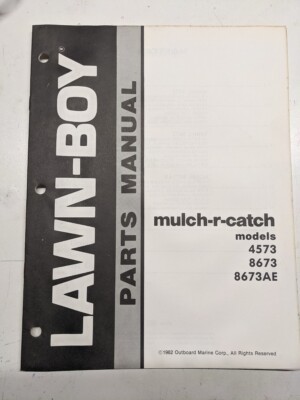 LAWN-BOY®
PARTS MANUAL
mulch-r-catch
models
4573
8673
8673AE
©1982 Outboard Marine Corp., All Rights Reserved